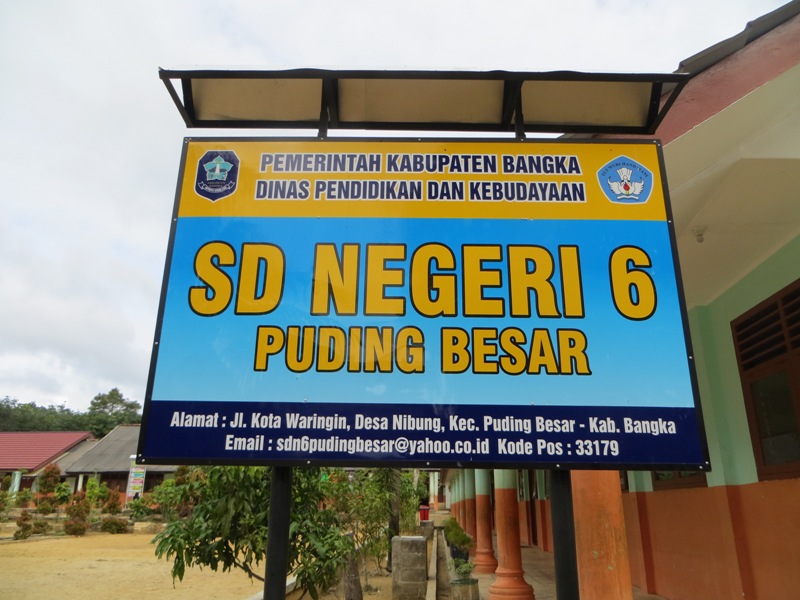 PEMERINTAH KABUPATEN BANGKA
DINAS PENDIDIKAN DAN KEBUDAYAAN
SD NEGERI 6
PUDING BESAR
Alamat : Jl. Kota Waringin, Desa Nibung, Kec. Puding Besar - Kab. Bangka
Email : sdn6pudingbesar@yahoo.co.id Kode Pos : 33179